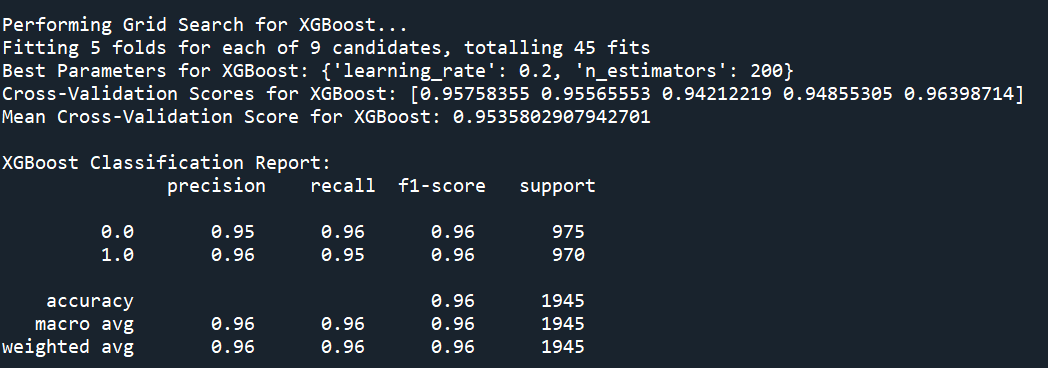 Performing Grid Search for XGBoost...
Fitting 5 folds for each of 9 candidates, totalling 45 fits
Best Parameters for XGBoost: {'learning_rate': 0.2, 'n_estimators': 200}
Cross-Validation Scores for XGBoost: [0.95758355 0.95565553 0.94212219 0.94855305 0.96398714]
Mean Cross-Validation Score for XGBoost: 0.9535802907942701
XGBoost Classification Report:
precision recall f1-score support
0.0 0.95 0.96 0.96 975
1.0 0.96 0.95 0.96 970
accuracy 0.96 1945
macro avg 0.96 0.96 0.96 1945
weighted avg 0.96 0.96 0.96 1945